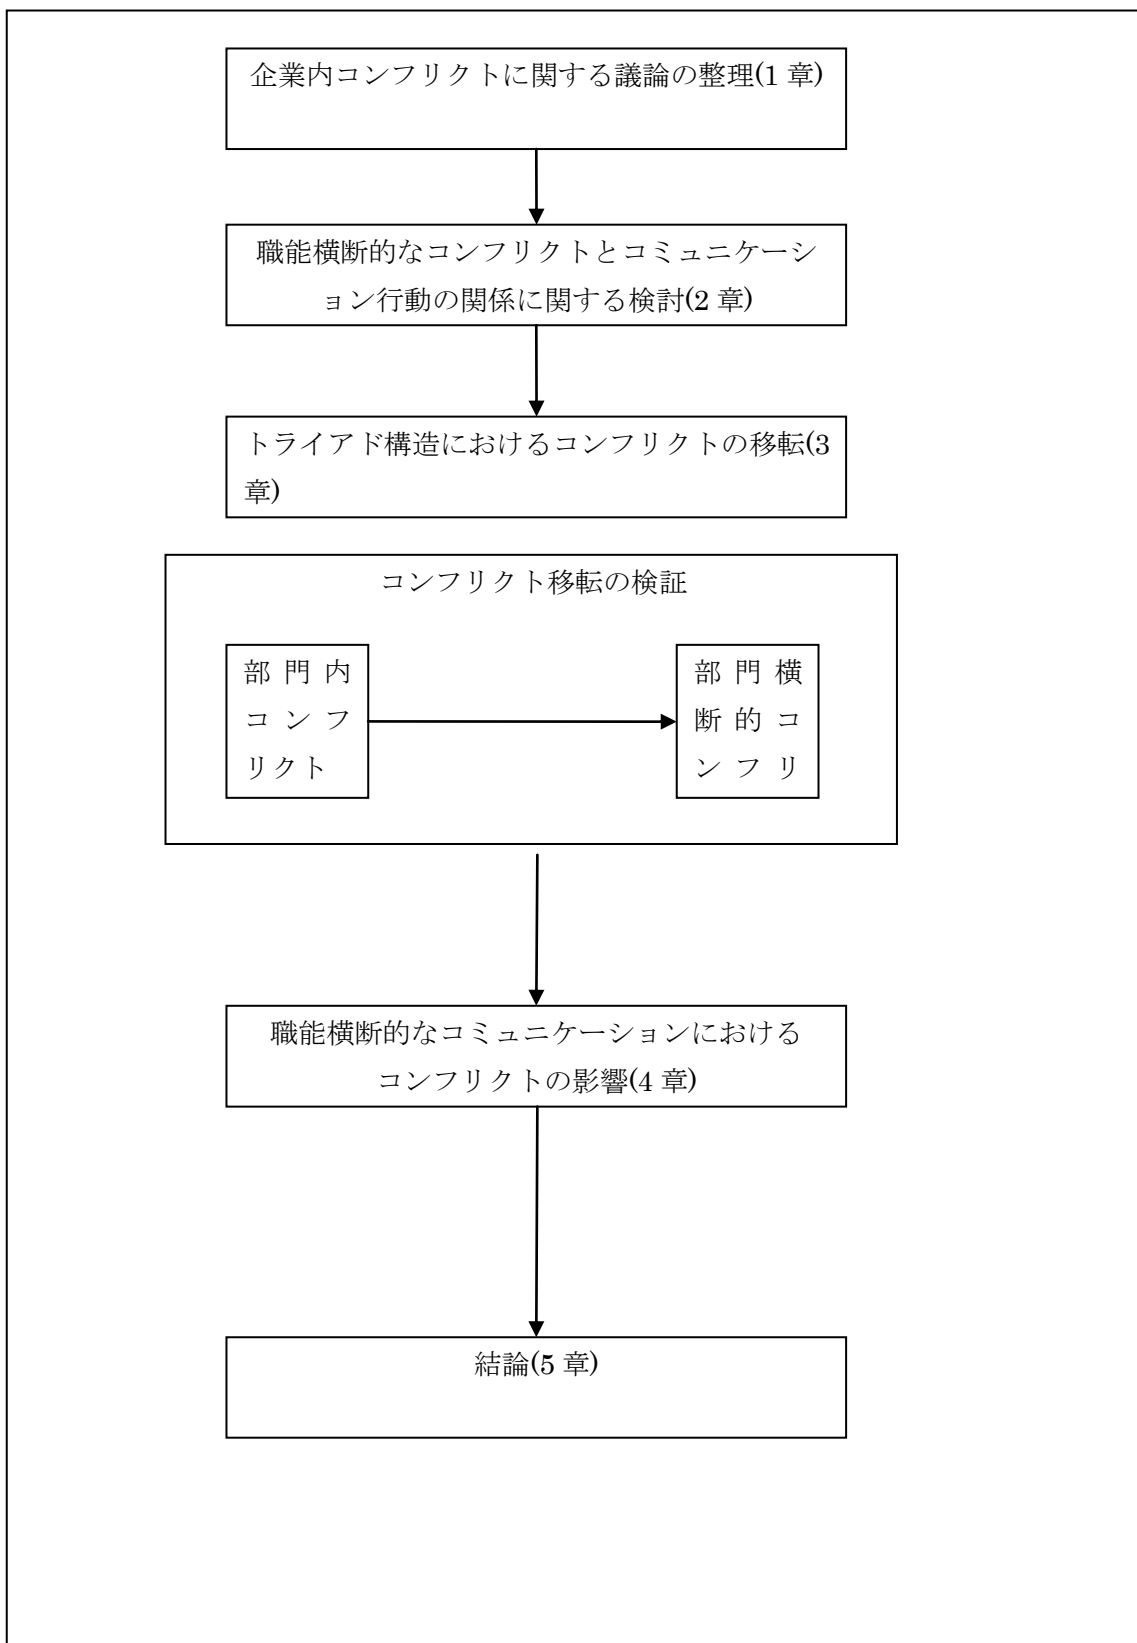 企業内コンフリクトに関する議論の整理(1 章)
職能横断的なコンフリクトとコミュニケーシ
ョン行動の関係に関する検討(2 章)
トライアド構造におけるコンフリクトの移転(3
章)
コンフリクト移転の検証
部門内
コンフ
リクト
部門横
断的コ
ンフリ
職能横断的なコミュニケーションにおける
コンフリクトの影響(4 章)
結論(5 章)